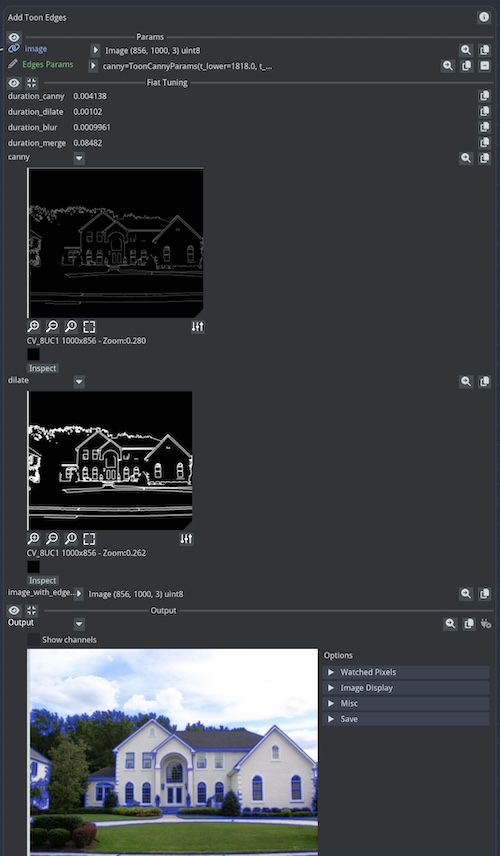 Add Toon Edges
Params
image Image (856, 1000, 3) uint8
Edges Params canny=ToonCannyParams(t_lower=1818.0, t_...
Fiat Tuning
duration_canny 0.004138
duration_dilate 0.00102
duration_blur 0.0009961
duration_merge 0.08482
canny
CV_8UC1 1000x856 - Zoom:0.280
Inspect
dilate
CV_8UC1 1000x856 - Zoom:0.262
Inspect
image_with_edge... Image (856, 1000, 3) uint8
Output
Output
Show channels
Options
Watched Pixels
Image Display
Misc
Save